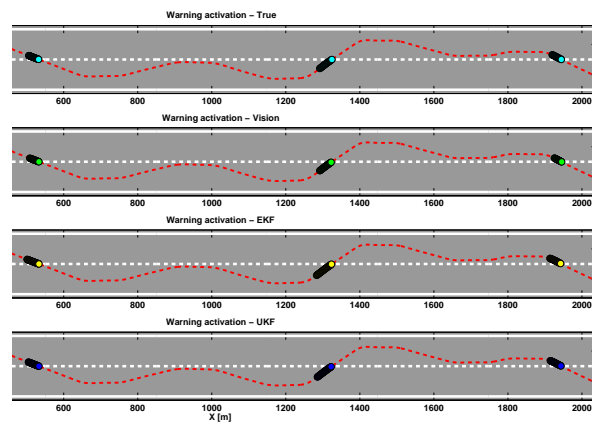 Warning activation – True
600 800 1000 1200 1400 1600 1800 2000
Warning activation – Vision
600 800 1000 1200 1400 1600 1800 2000
Warning activation – EKF
600 800 1000 1200 1400 1600 1800 2000
Warning activation – UKF
600 800 1000 1200 1400 1600 1800 2000
X [m]